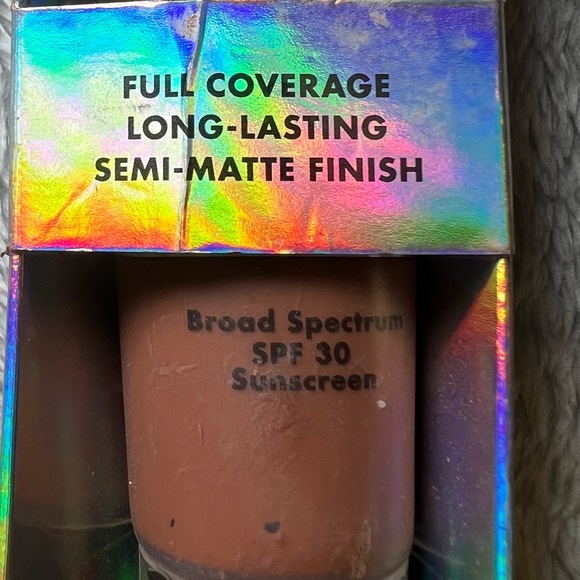 FULL COVERAGE
LONG-LASTING
SEMI-MATTE FINISH
Broad Spectrum
SPF 30
Sunscreen